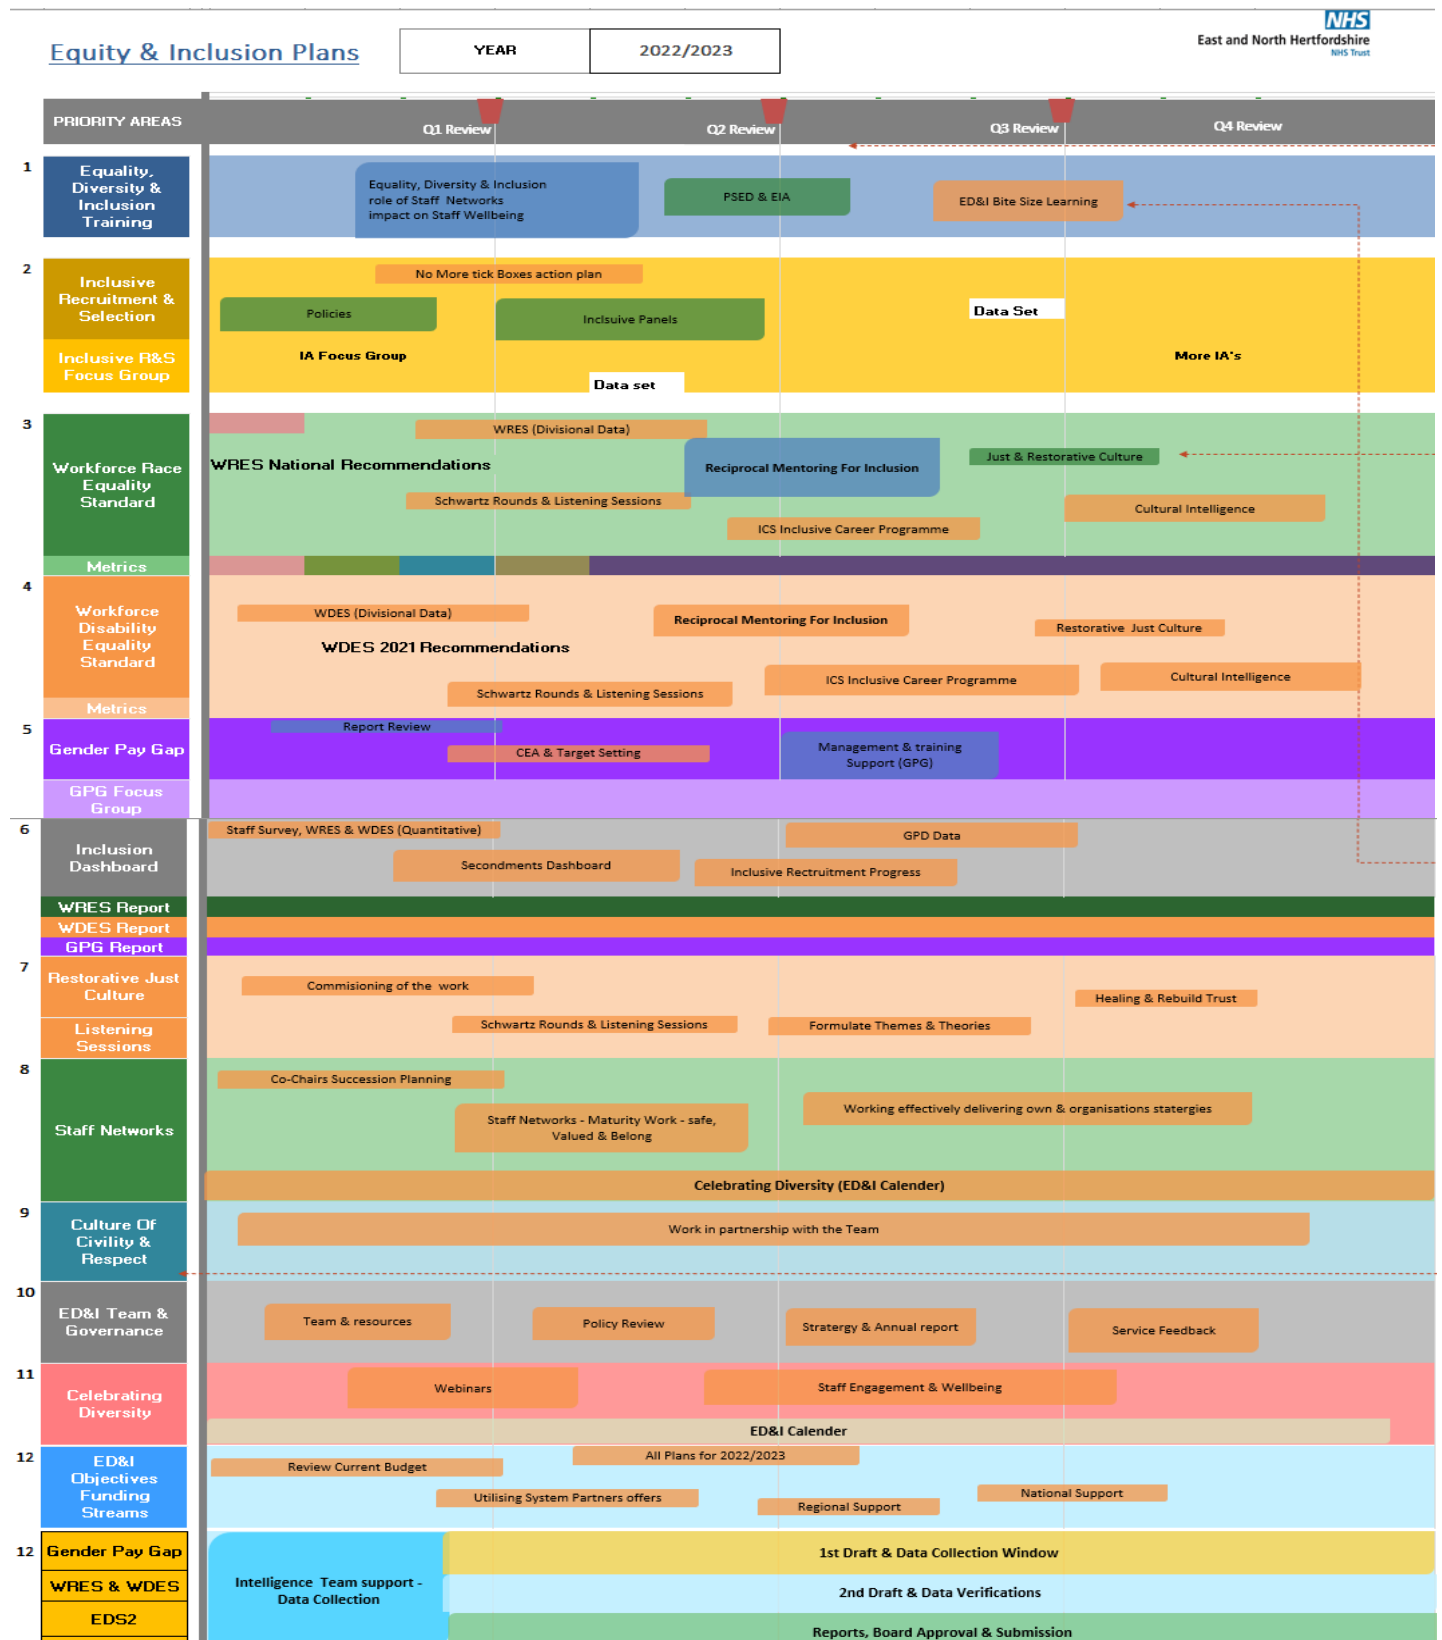 NHS
East and North Hertfordshire
NHS Trust
Equity & Inclusion Plans
YEAR
2022/2023
PRIORITY AREAS
Q1 Review
Q2 Review
Q3 Review
Q4 Review
1
Equality,
Diversity &
Inclusion
Training
Equality, Diversity & Inclusion
role of Staff Networks
impact on Staff Wellbeing
PSED & EIA
ED&I Bite Size Learning
2
Inclusive
Recruitment &
Selection
No More tick Boxes action plan
Policies
Inclsuive Panels
Data Set
Inclusive R&S
Focus Group
IA Focus Group
More IA's
Data set
3
Workforce Race
Equality
Standard
WRES (Divisional Data)
WRES National Recommendations
Reciprocal Mentoring For Inclusion
Just & Restorative Culture
Schwartz Rounds & Listening Sessions
Cultural Intelligence
ICS Inclusive Career Programme
Metrics
4
Workforce
Disability
Equality
Standard
WDES (Divisional Data)
Reciprocal Mentoring For Inclusion
Restorative Just Culture
WDES 2021 Recommendations
ICS Inclusive Career Programme
Cultural Intelligence
Schwartz Rounds & Listening Sessions
Metrics
5
Gender Pay Gap
Report Review
CEA & Target Setting
Management & training
Support (GPG)
GPG Focus
Group
6
Inclusion
Dashboard
Staff Survey, WRES & WDES (Quantitative)
GPD Data
Secondments Dashboard
Inclusive Rectruitment Progress
WRES Report
WDES Report
GPG Report
7
Restorative Just
Culture
Commisioning of the work
Healing & Rebuild Trust
Listening
Sessions
Schwartz Rounds & Listening Sessions
Formulate Themes & Theories
8
Staff Networks
Co-Chairs Succession Planning
Staff Networks - Maturity Work - safe,
Valued & Belong
Working effectively delivering own & organisations statergies
Celebrating Diversity (ED&I Calender)
9
Culture Of
Civility &
Respect
Work in partnership with the Team
10
ED&I Team &
Governance
Team & resources
Policy Review
Stratergy & Annual report
Service Feedback
11
Celebrating
Diversity
Webinars
Staff Engagement & Wellbeing
ED&I Calender
12
ED&I
Objectives
Funding
Streams
All Plans for 2022/2023
Review Current Budget
Utilising System Partners offers
Regional Support
National Support
12
Gender Pay Gap
WRES & WDES
EDS2
Intelligence Team support -
Data Collection
1st Draft & Data Collection Window
2nd Draft & Data Verifications
Reports, Board Approval & Submission